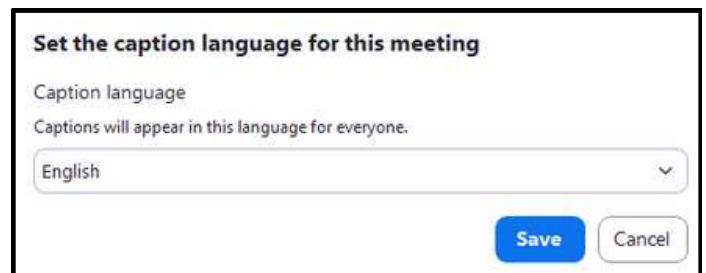 Set the caption language for this meeting
Caption language
Captions will appear in this language for everyone.
English
Save Cancel